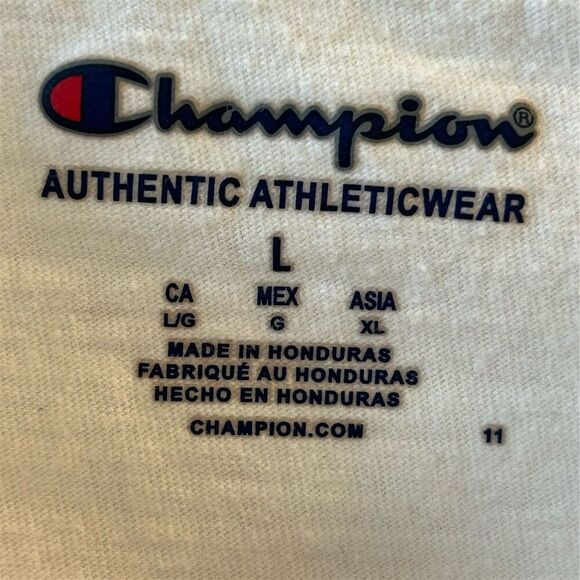 Champion®
AUTHENTIC ATHLETICWEAR
L
CA MEX ASIA
L/G G XL
MADE IN HONDURAS
FABRIQUÉ AU HONDURAS
HECHO EN HONDURAS
CHAMPION.COM 11